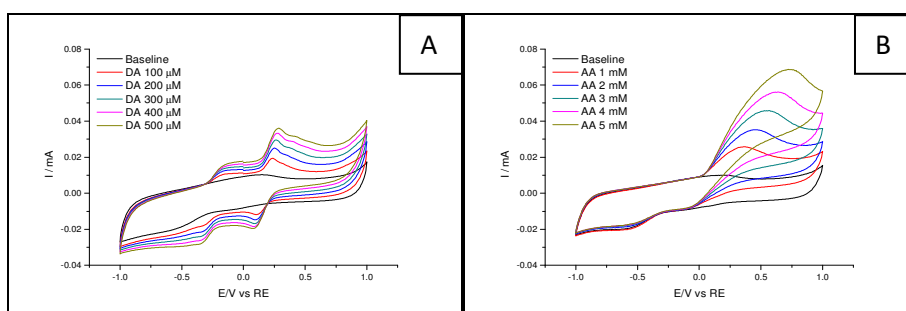 A
0.08
0.06
0.04
0.02
0.00
-0.02
-0.04
I / mA
Baseline
DA 100 µM
DA 200 µM
DA 300 µM
DA 400 µM
DA 500 µM
-1.0 -0.5 0.0 0.5 1.0
E/V vs RE
B
0.08
0.06
0.04
0.02
0.00
-0.02
-0.04
I / mA
Baseline
AA 1 mM
AA 2 mM
AA 3 mM
AA 4 mM
AA 5 mM
-1.0 -0.5 0.0 0.5 1.0
E/V vs RE